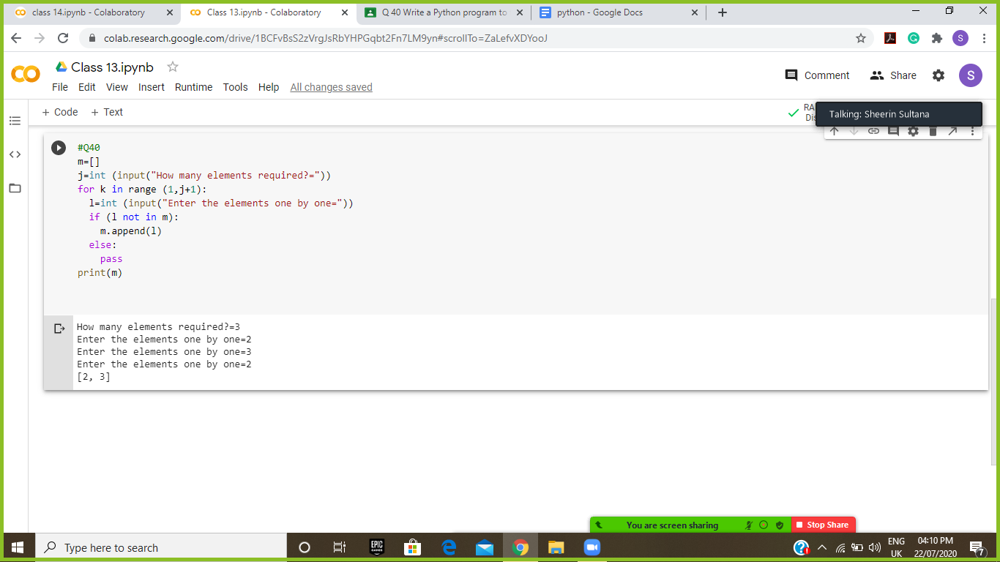 class 14.ipynb - Colaboratory
Class 13.ipynb - Colaboratory
Q 40 Write a Python program to
python - Google Docs
colab.research.google.com/drive/1BCFvBsS2zVrgJsRbYHPGqbt2Fn7LM9yn#scrollTo=ZaLefvXDYooJ
S
Class 13.ipynb
Comment
Share
S
File Edit View Insert Runtime Tools Help All changes saved
+ Code + Text
RA
Dis
Talking: Sheerin Sultana
#Q40
m=[]
j=int (input("How many elements required?="))
for k in range (1,j+1):
  l=int (input("Enter the elements one by one="))
  if (l not in m):
    m.append(l)
  else:
    pass
print(m)
How many elements required?=3
Enter the elements one by one=2
Enter the elements one by one=3
Enter the elements one by one=2
[2, 3]
You are screen sharing
Stop Share
Type here to search
EPIC
GAMES
ENG
UK
04:10 PM
22/07/2020
7